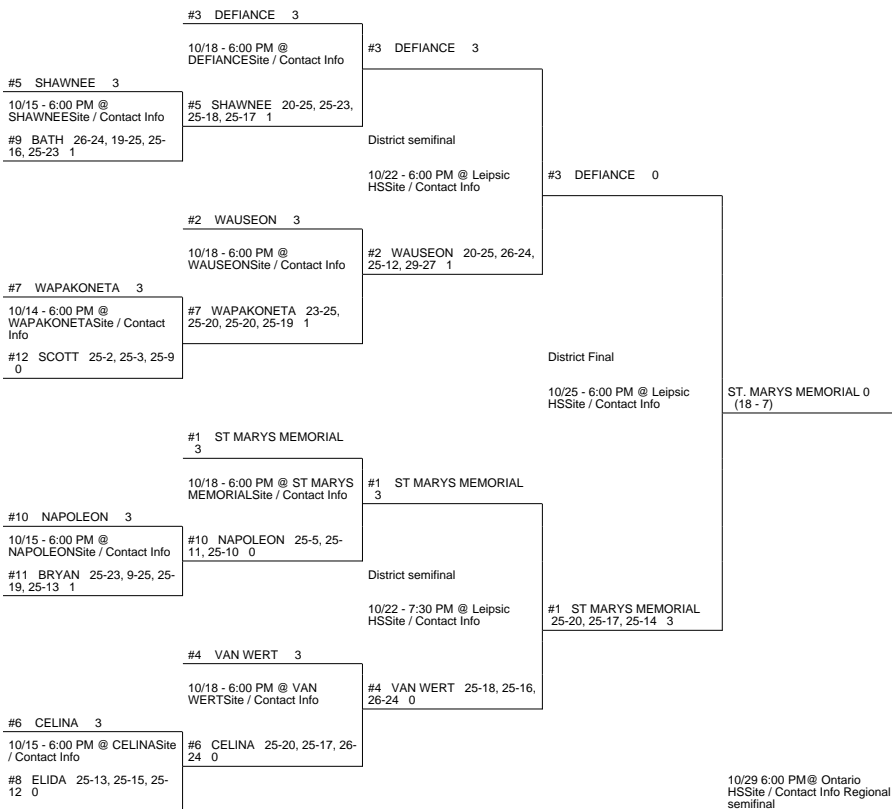 #3 DEFIANCE 3
10/18 - 6:00 PM @
DEFIANCESite / Contact Info
#3 DEFIANCE 3
#5 SHAWNEE 3
10/15 - 6:00 PM @
SHAWNEESite / Contact Info
#5 SHAWNEE 20-25, 25-23,
25-18, 25-17 1
#9 BATH 26-24, 19-25, 25-
16, 25-23 1
District semifinal
10/22 - 6:00 PM @ Leipsic
HSSite / Contact Info
#3 DEFIANCE 0
#2 WAUSEON 3
10/18 - 6:00 PM @
WAUSEONSite / Contact Info
#2 WAUSEON 20-25, 26-24,
25-12, 29-27 1
#7 WAPAKONETA 3
10/14 - 6:00 PM @
WAPAKONETASite / Contact
Info
#7 WAPAKONETA 23-25,
25-20, 25-20, 25-19 1
#12 SCOTT 25-2, 25-3, 25-9
0
District Final
10/25 - 6:00 PM @ Leipsic
HSSite / Contact Info
ST. MARYS MEMORIAL 0
(18 - 7)
#1 ST MARYS MEMORIAL
3
10/18 - 6:00 PM @ ST MARYS
MEMORIALSite / Contact Info
#1 ST MARYS MEMORIAL
3
#10 NAPOLEON 3
10/15 - 6:00 PM @
NAPOLEONSite / Contact Info
#10 NAPOLEON 25-5, 25-
11, 25-10 0
#11 BRYAN 25-23, 9-25, 25-
19, 25-13 1
District semifinal
10/22 - 7:30 PM @ Leipsic
HSSite / Contact Info
#1 ST MARYS MEMORIAL
25-20, 25-17, 25-14 3
#4 VAN WERT 3
10/18 - 6:00 PM @ VAN
WERTSite / Contact Info
#4 VAN WERT 25-18, 25-16,
26-24 0
#6 CELINA 3
10/15 - 6:00 PM @ CELINASite
/ Contact Info
#6 CELINA 25-20, 25-17, 26-
24 0
#8 ELIDA 25-13, 25-15, 25-
12 0
10/29 6:00 PM@ Ontario
HSSite / Contact Info Regional
semifinal